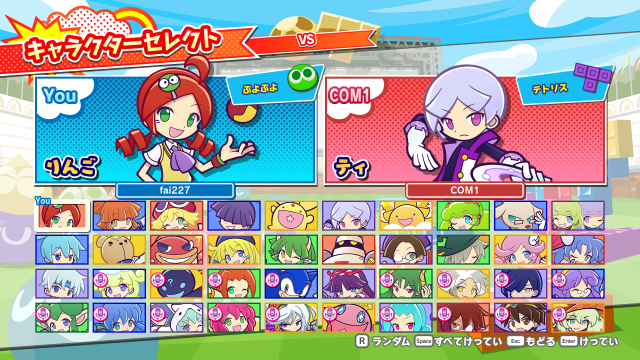 キャラクターセレクト
VS
You
ぷよぷよ
COM1
テトリス
りんご
ティ
fai227
COM1
You
R ランダム Space すべてけってい Esc もどる Enter けってい